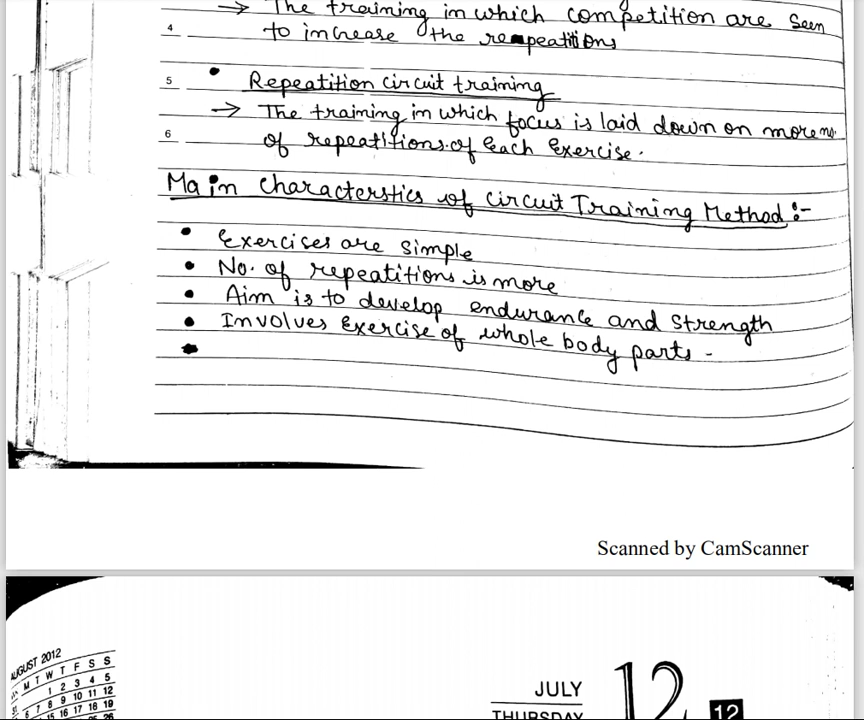 → The training in which competition are seen
4 to increase the repeatitions
5 • Repeatition circuit training
→ The training in which focus is laid down on more no.
6 of repeatitions of each exercise.
Main characterstics of circuit Training Method :-
• Exercises are simple
• No. of repeatitions is more
• Aim is to develop endurance and strength
• Involves exercise of whole body parts -
Scanned by CamScanner
AUGUST 2012
M T W T F S S
1 2 3 4 5
6 7 8 9 10 11 12
15 16 17 18 19
JULY
12
THURSDAY
12